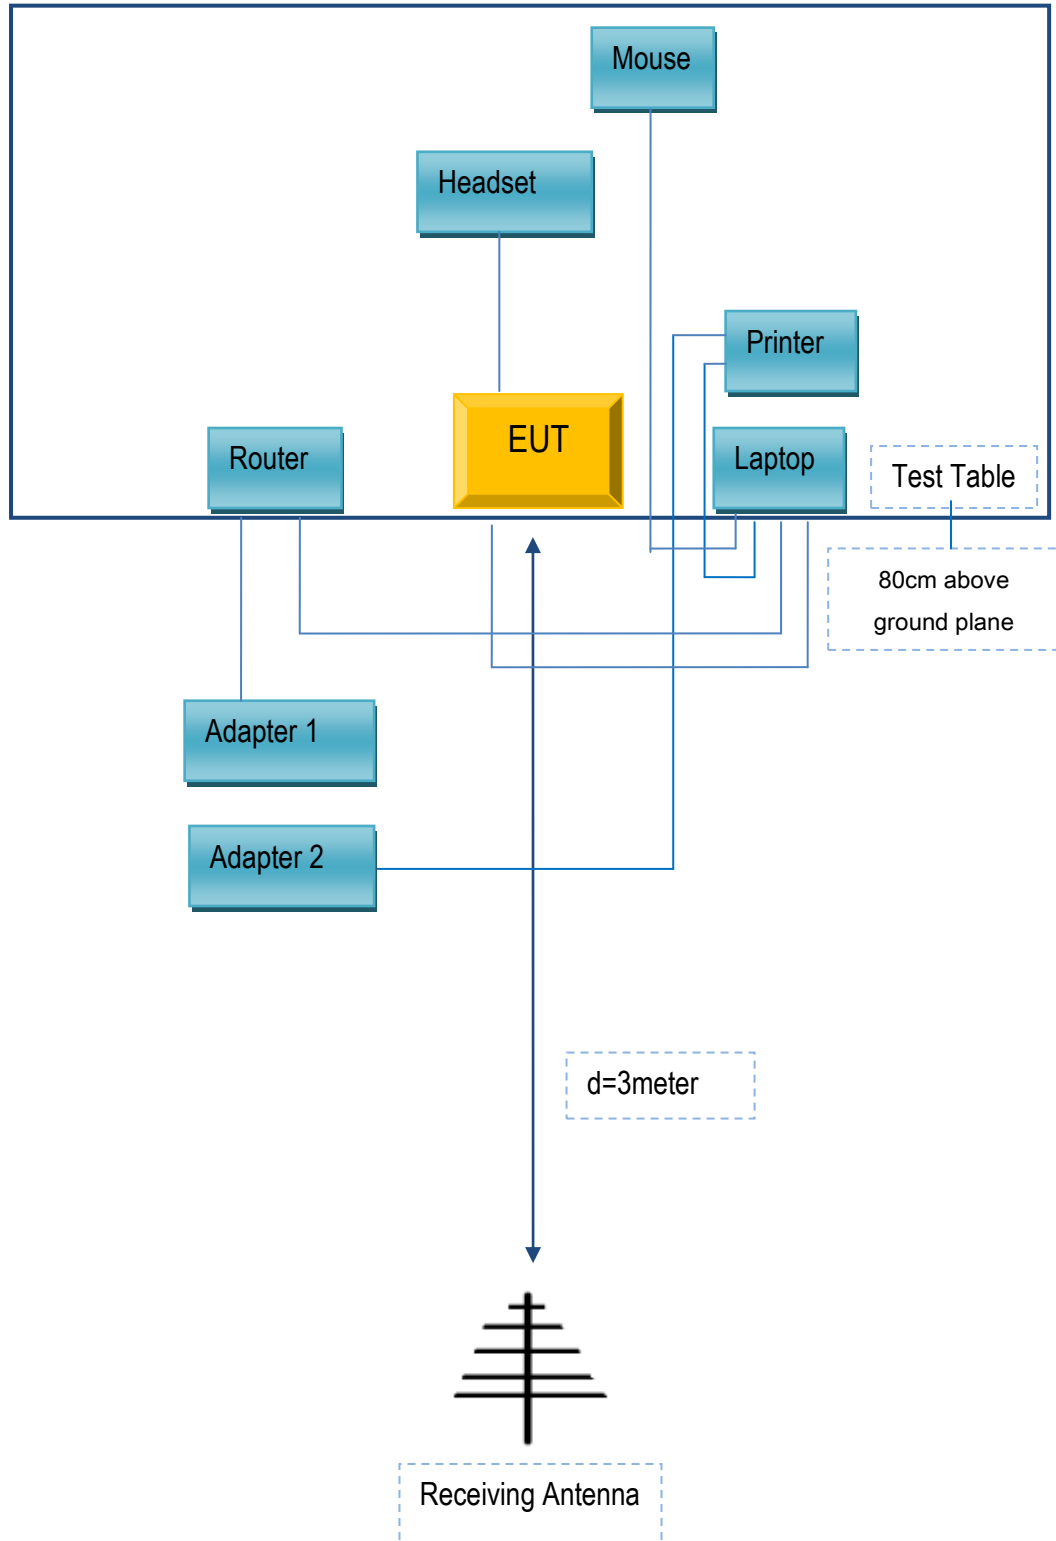 Mouse
Headset
Printer
EUT
Router
Laptop
Test Table
80cm above
ground plane
Adapter 1
Adapter 2
d=3meter
Receiving Antenna